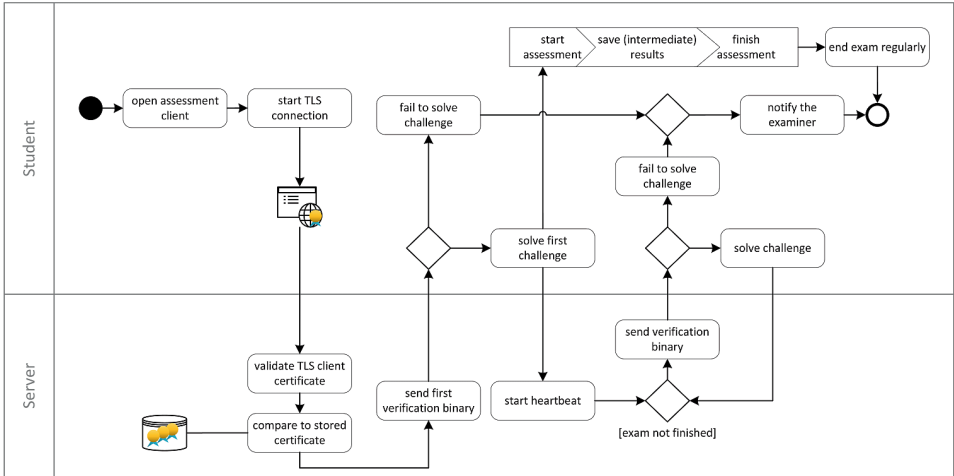 Student
start
assessment
save (intermediate)
results
finish
assessment
end exam regularly
open assessment
client
start TLS
connection
fail to solve
challenge
notify the
examiner
fail to solve
challenge
solve first
challenge
solve challenge
Server
validate TLS client
certificate
compare to stored
certificate
send first
verification binary
start heartbeat
send verification
binary
[exam not finished]